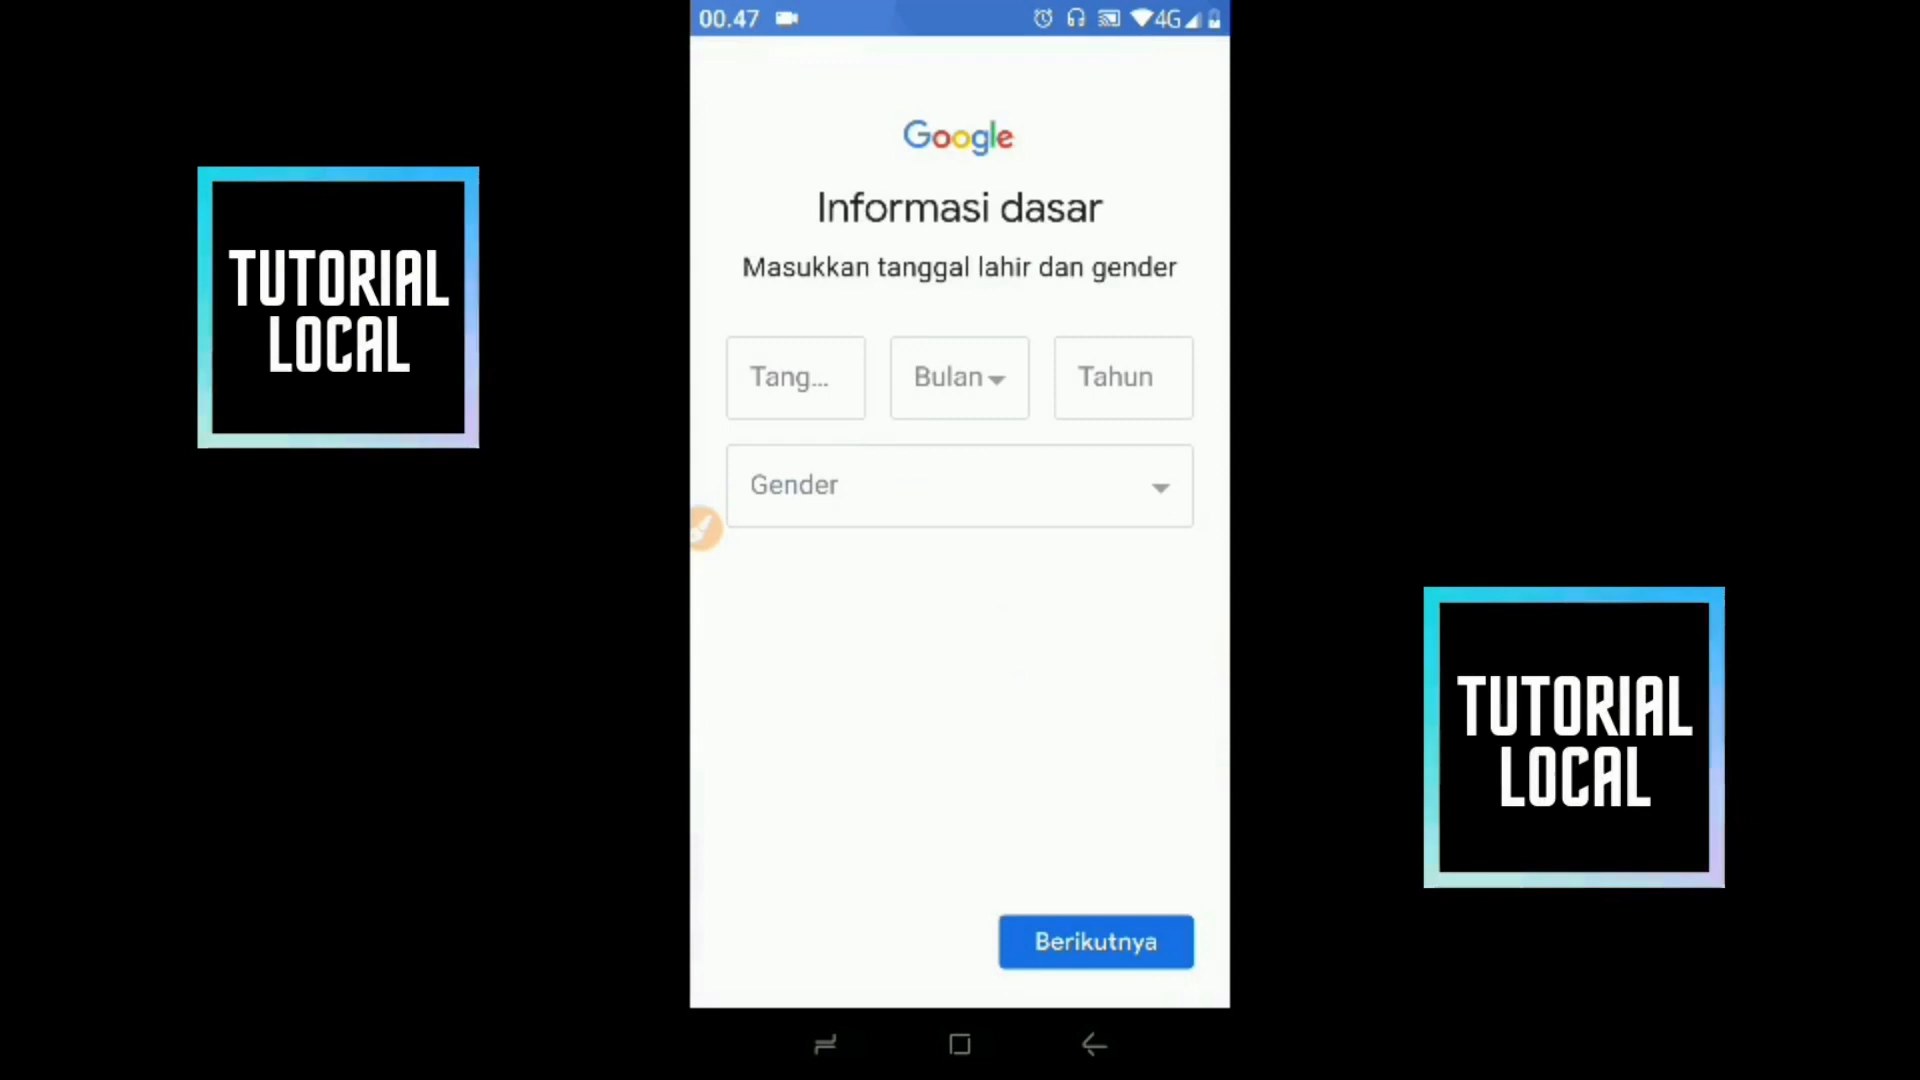 00.47
4G
Google
Informasi dasar
Masukkan tanggal lahir dan gender
Tang... Bulan Tahun
Gender
Berikutnya
TUTORIAL
LOCAL
TUTORIAL
LOCAL